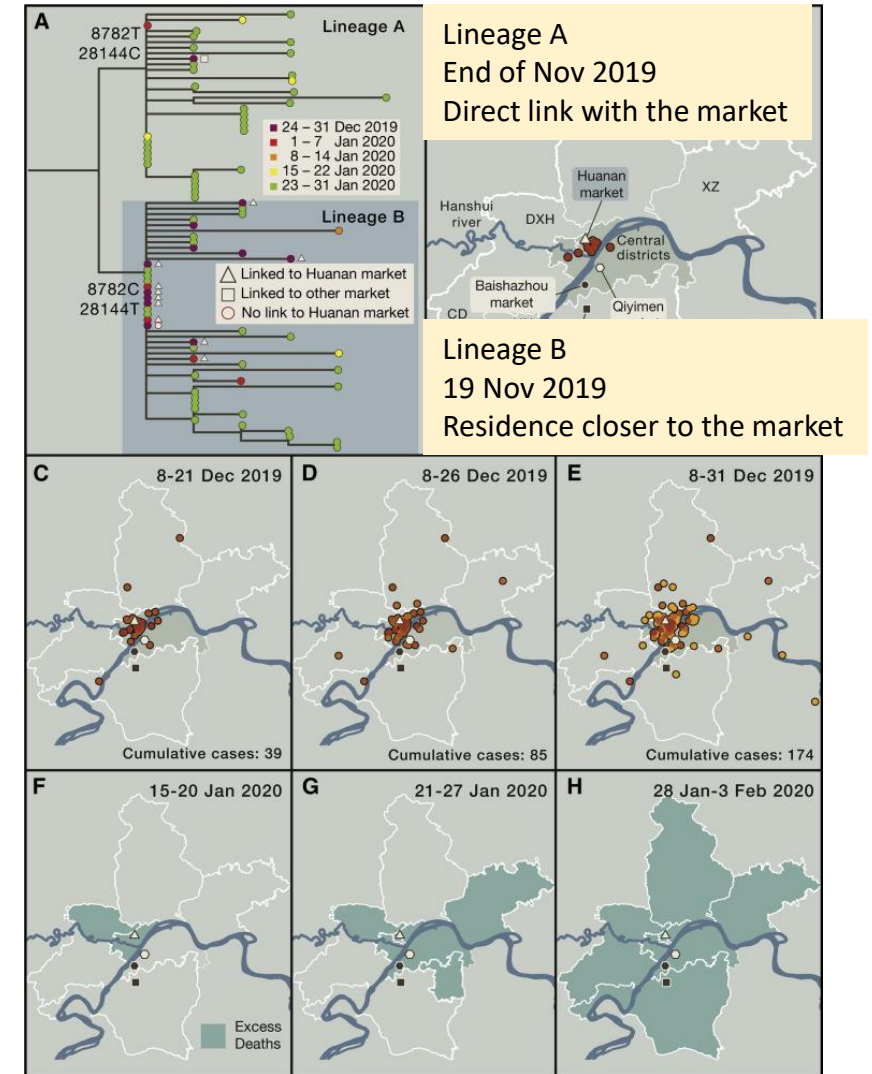 A
Lineage A
8782T
28144C
24 – 31 Dec 2019
1 – 7 Jan 2020
8 – 14 Jan 2020
15 – 22 Jan 2020
23 – 31 Jan 2020
Lineage B
Linked to Huanan market
Linked to other market
No link to Huanan market
8782C
28144T
Lineage A
End of Nov 2019
Direct link with the market
Huanan
market
XZ
Hanshui
river
DXH
Central
districts
Baishazhou
market
Qiyimen
CD
Lineage B
19 Nov 2019
Residence closer to the market
C
8-21 Dec 2019
Cumulative cases: 39
D
8-26 Dec 2019
Cumulative cases: 85
E
8-31 Dec 2019
Cumulative cases: 174
F
15-20 Jan 2020
Excess
Deaths
G
21-27 Jan 2020
H
28 Jan-3 Feb 2020